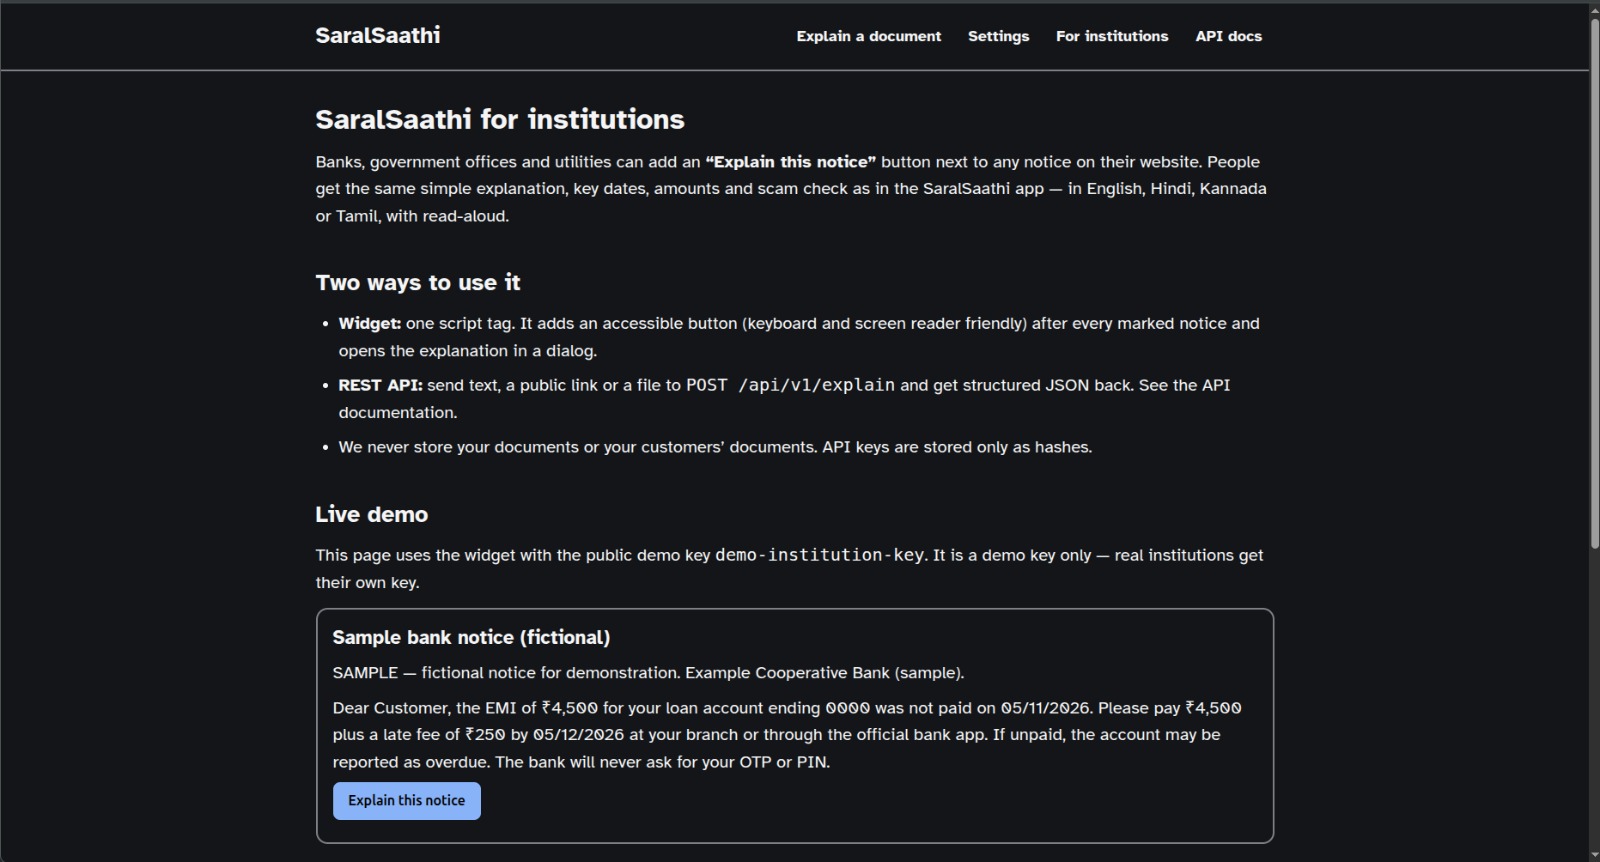 SaralSaathi
Explain a document Settings For institutions API docs
SaralSaathi for institutions
Banks, government offices and utilities can add an “Explain this notice” button next to any notice on their website. People
get the same simple explanation, key dates, amounts and scam check as in the SaralSaathi app — in English, Hindi, Kannada
or Tamil, with read-aloud.
Two ways to use it
• Widget: one script tag. It adds an accessible button (keyboard and screen reader friendly) after every marked notice and
opens the explanation in a dialog.
• REST API: send text, a public link or a file to POST /api/v1/explain and get structured JSON back. See the API
documentation.
• We never store your documents or your customers’ documents. API keys are stored only as hashes.
Live demo
This page uses the widget with the public demo key demo-institution-key. It is a demo key only — real institutions get
their own key.
Sample bank notice (fictional)
SAMPLE — fictional notice for demonstration. Example Cooperative Bank (sample).
Dear Customer, the EMI of ₹4,500 for your loan account ending 0000 was not paid on 05/11/2026. Please pay ₹4,500
plus a late fee of ₹250 by 05/12/2026 at your branch or through the official bank app. If unpaid, the account may be
reported as overdue. The bank will never ask for your OTP or PIN.
Explain this notice